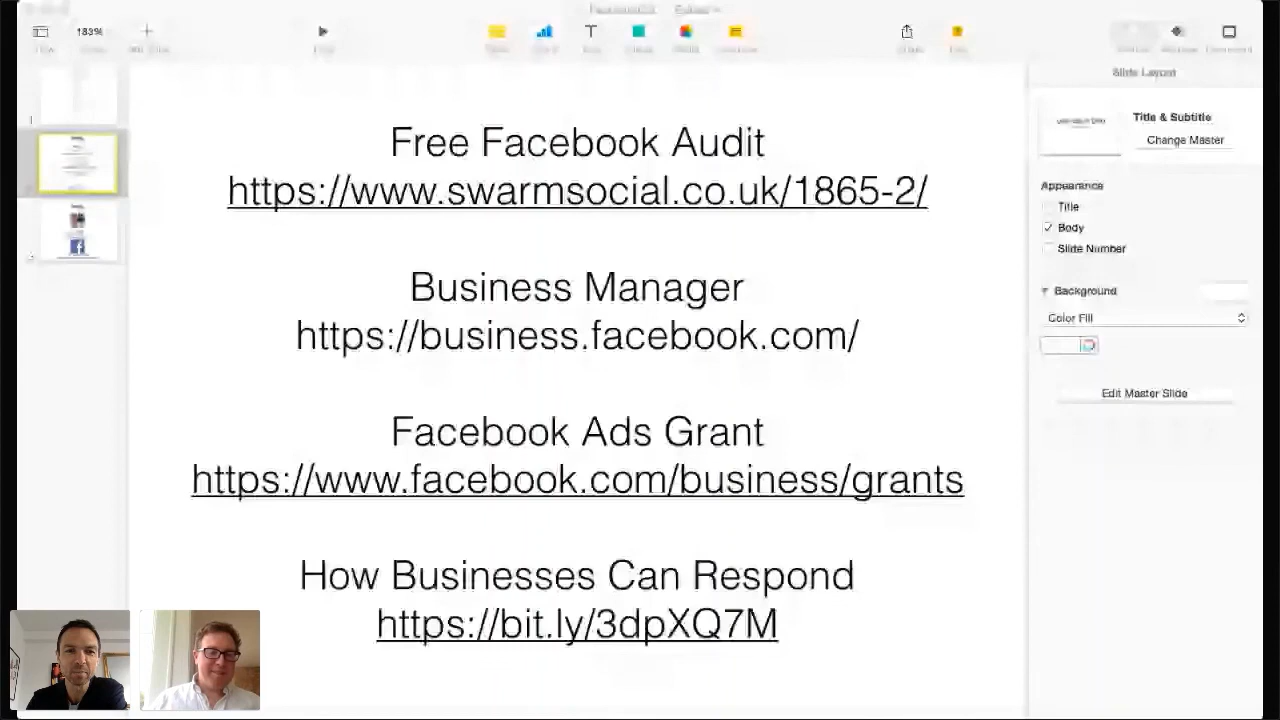 183%
Slide Layout
Title & Subtitle
Change Master
Appearance
Title
Body
Slide Number
Background
Color Fill
Edit Master Slide
Free Facebook Audit
https://www.swarmsocial.co.uk/1865-2/
Business Manager
https://business.facebook.com/
Facebook Ads Grant
https://www.facebook.com/business/grants
How Businesses Can Respond
https://bit.ly/3dpXQ7M